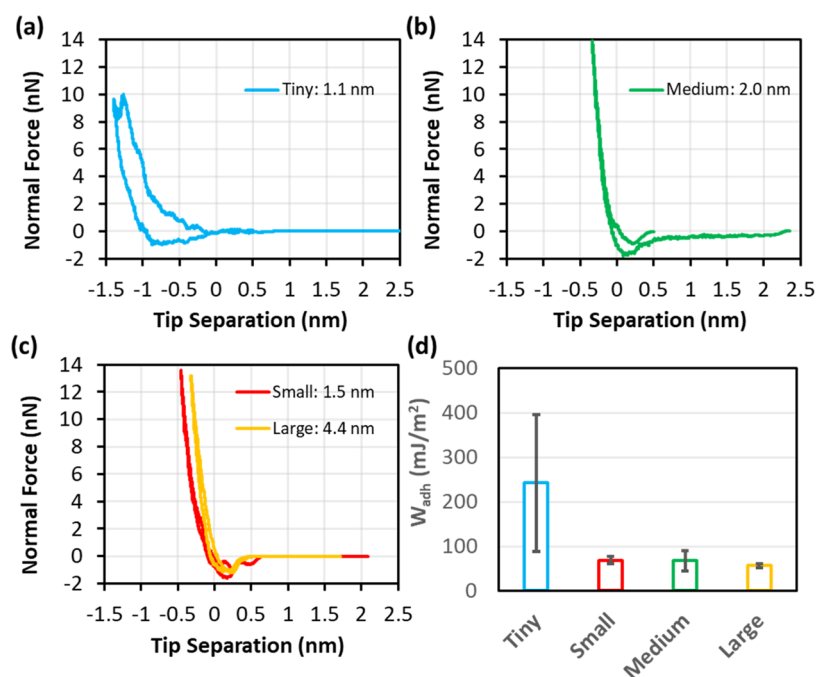 (a)
14
12
10
8
6
4
2
0
-2
Normal Force (nN)
Tiny: 1.1 nm
-1.5 -1 -0.5 0 0.5 1 1.5 2 2.5
Tip Separation (nm)
(b)
14
12
10
8
6
4
2
0
-2
Normal Force (nN)
Medium: 2.0 nm
-1.5 -1 -0.5 0 0.5 1 1.5 2 2.5
Tip Separation (nm)
(c)
14
12
10
8
6
4
2
0
-2
Normal Force (nN)
Small: 1.5 nm
Large: 4.4 nm
-1.5 -1 -0.5 0 0.5 1 1.5 2 2.5
Tip Separation (nm)
(d)
500
400
300
200
100
0
Wadh (mJ/m²)
Tiny
Small
Medium
Large